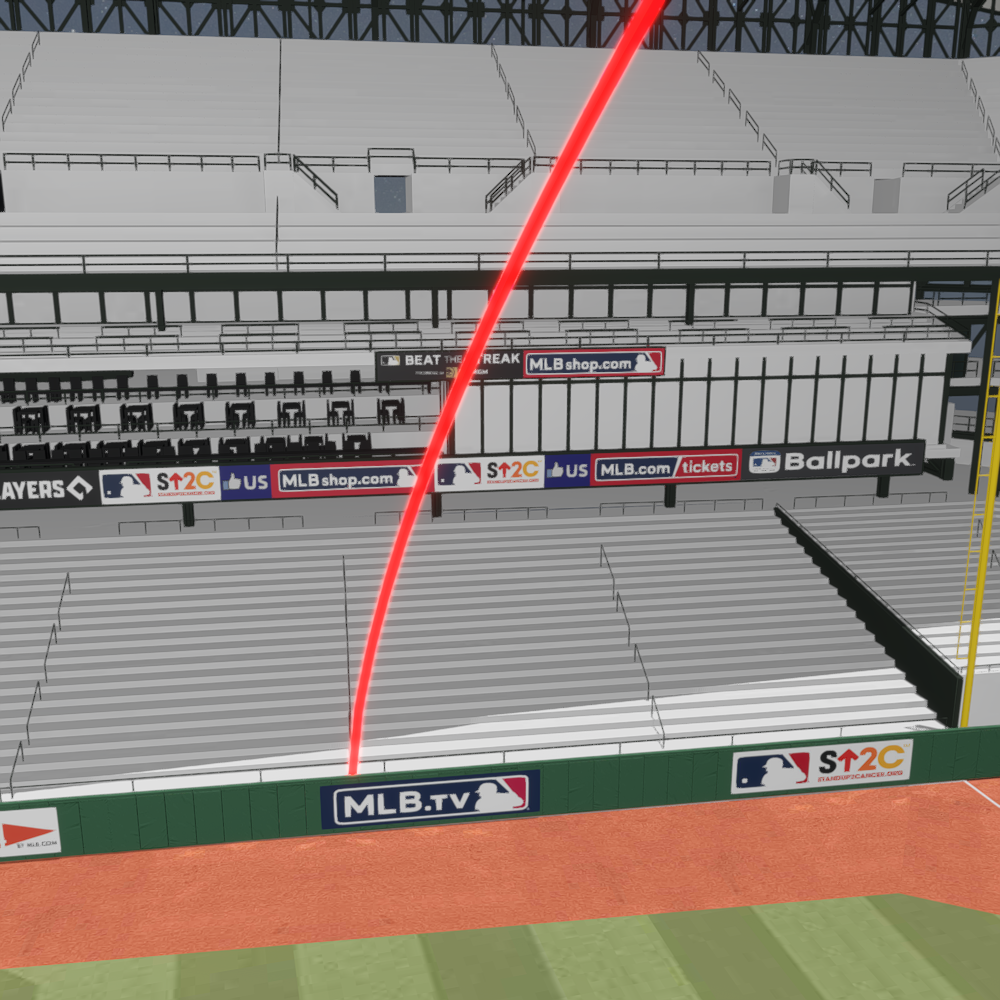 BEAT THE STREAK
MLBshop.com
AYERS
S↑2C
STANDUP2CANCER.ORG
US
MLBshop.com
S↑2C
STANDUP2CANCER.ORG
US
MLB.com/tickets
Ballpark
S↑2C
STANDUP2CANCER.ORG
MLB.TV
BY MLB.COM